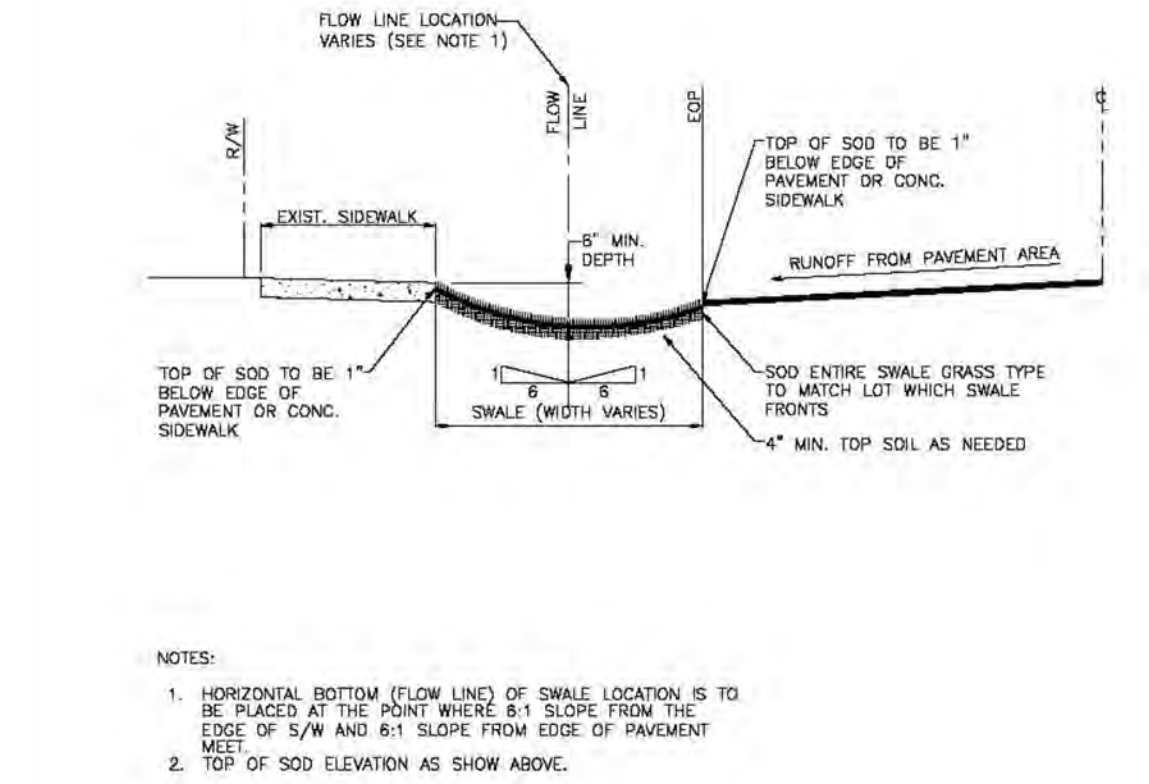 FLOW LINE LOCATION
VARIES (SEE NOTE 1)
R/W
FLOW
LINE
EOP
℄
TOP OF SOD TO BE 1"
BELOW EDGE OF
PAVEMENT OR CONC.
SIDEWALK
EXIST. SIDEWALK
6" MIN.
DEPTH
RUNOFF FROM PAVEMENT AREA
TOP OF SOD TO BE 1"
BELOW EDGE OF
PAVEMENT OR CONC.
SIDEWALK
1 1
6 6
SWALE (WIDTH VARIES)
SOD ENTIRE SWALE GRASS TYPE
TO MATCH LOT WHICH SWALE
FRONTS
4" MIN. TOP SOIL AS NEEDED
NOTES:
1. HORIZONTAL BOTTOM (FLOW LINE) OF SWALE LOCATION IS TO
BE PLACED AT THE POINT WHERE 6:1 SLOPE FROM THE
EDGE OF S/W AND 6:1 SLOPE FROM EDGE OF PAVEMENT
MEET.
2. TOP OF SOD ELEVATION AS SHOW ABOVE.